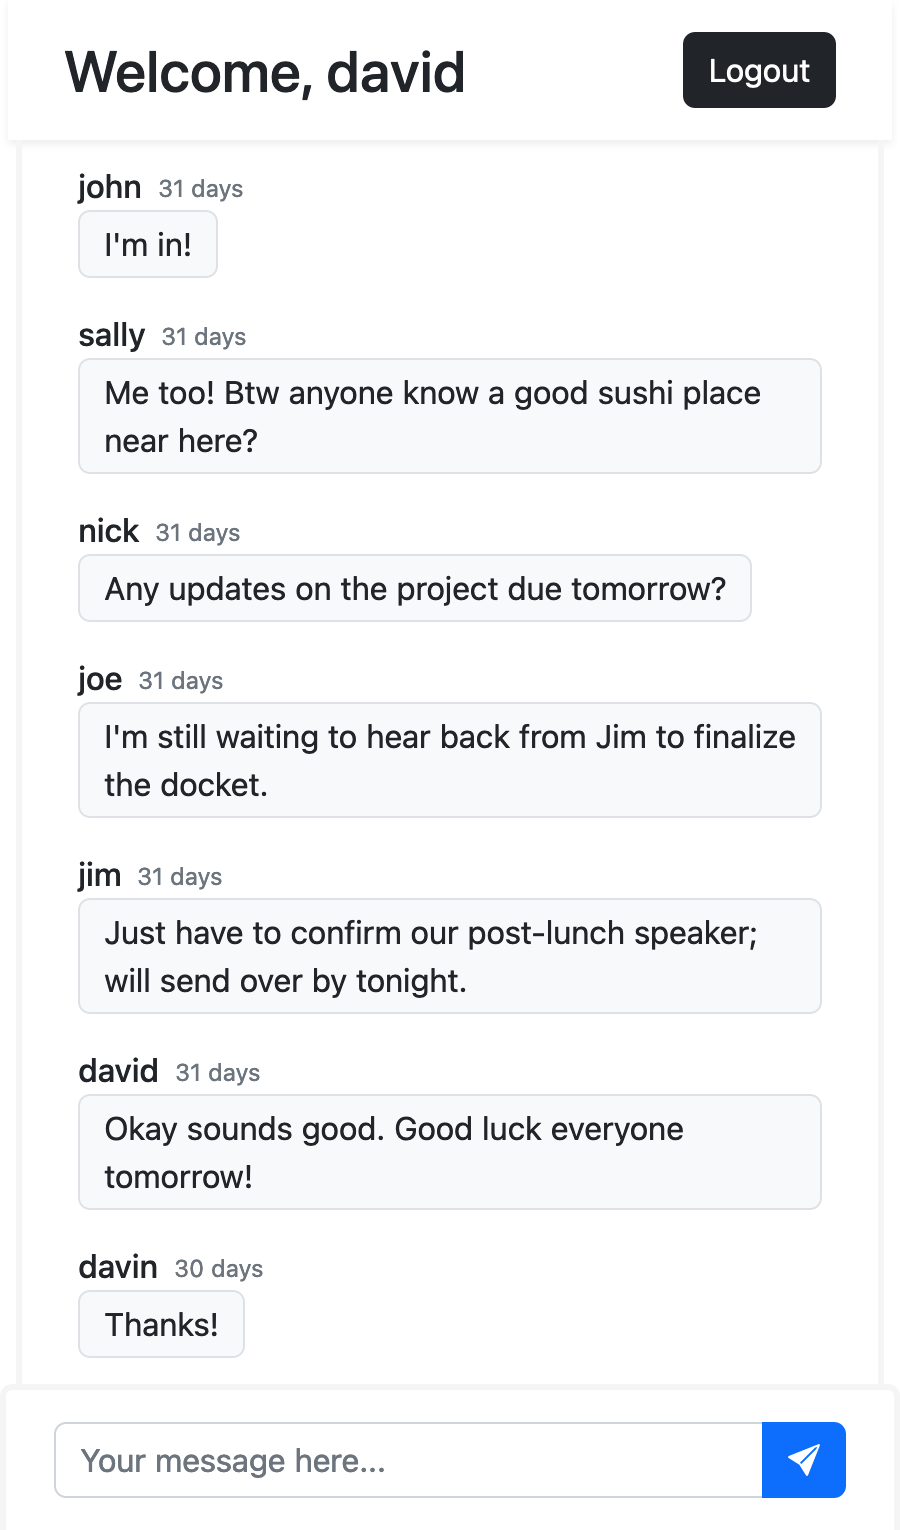 Welcome, david
Logout
john 31 days
I'm in!
sally 31 days
Me too! Btw anyone know a good sushi place
near here?
nick 31 days
Any updates on the project due tomorrow?
joe 31 days
I'm still waiting to hear back from Jim to finalize
the docket.
jim 31 days
Just have to confirm our post-lunch speaker;
will send over by tonight.
david 31 days
Okay sounds good. Good luck everyone
tomorrow!
davin 30 days
Thanks!
Your message here...